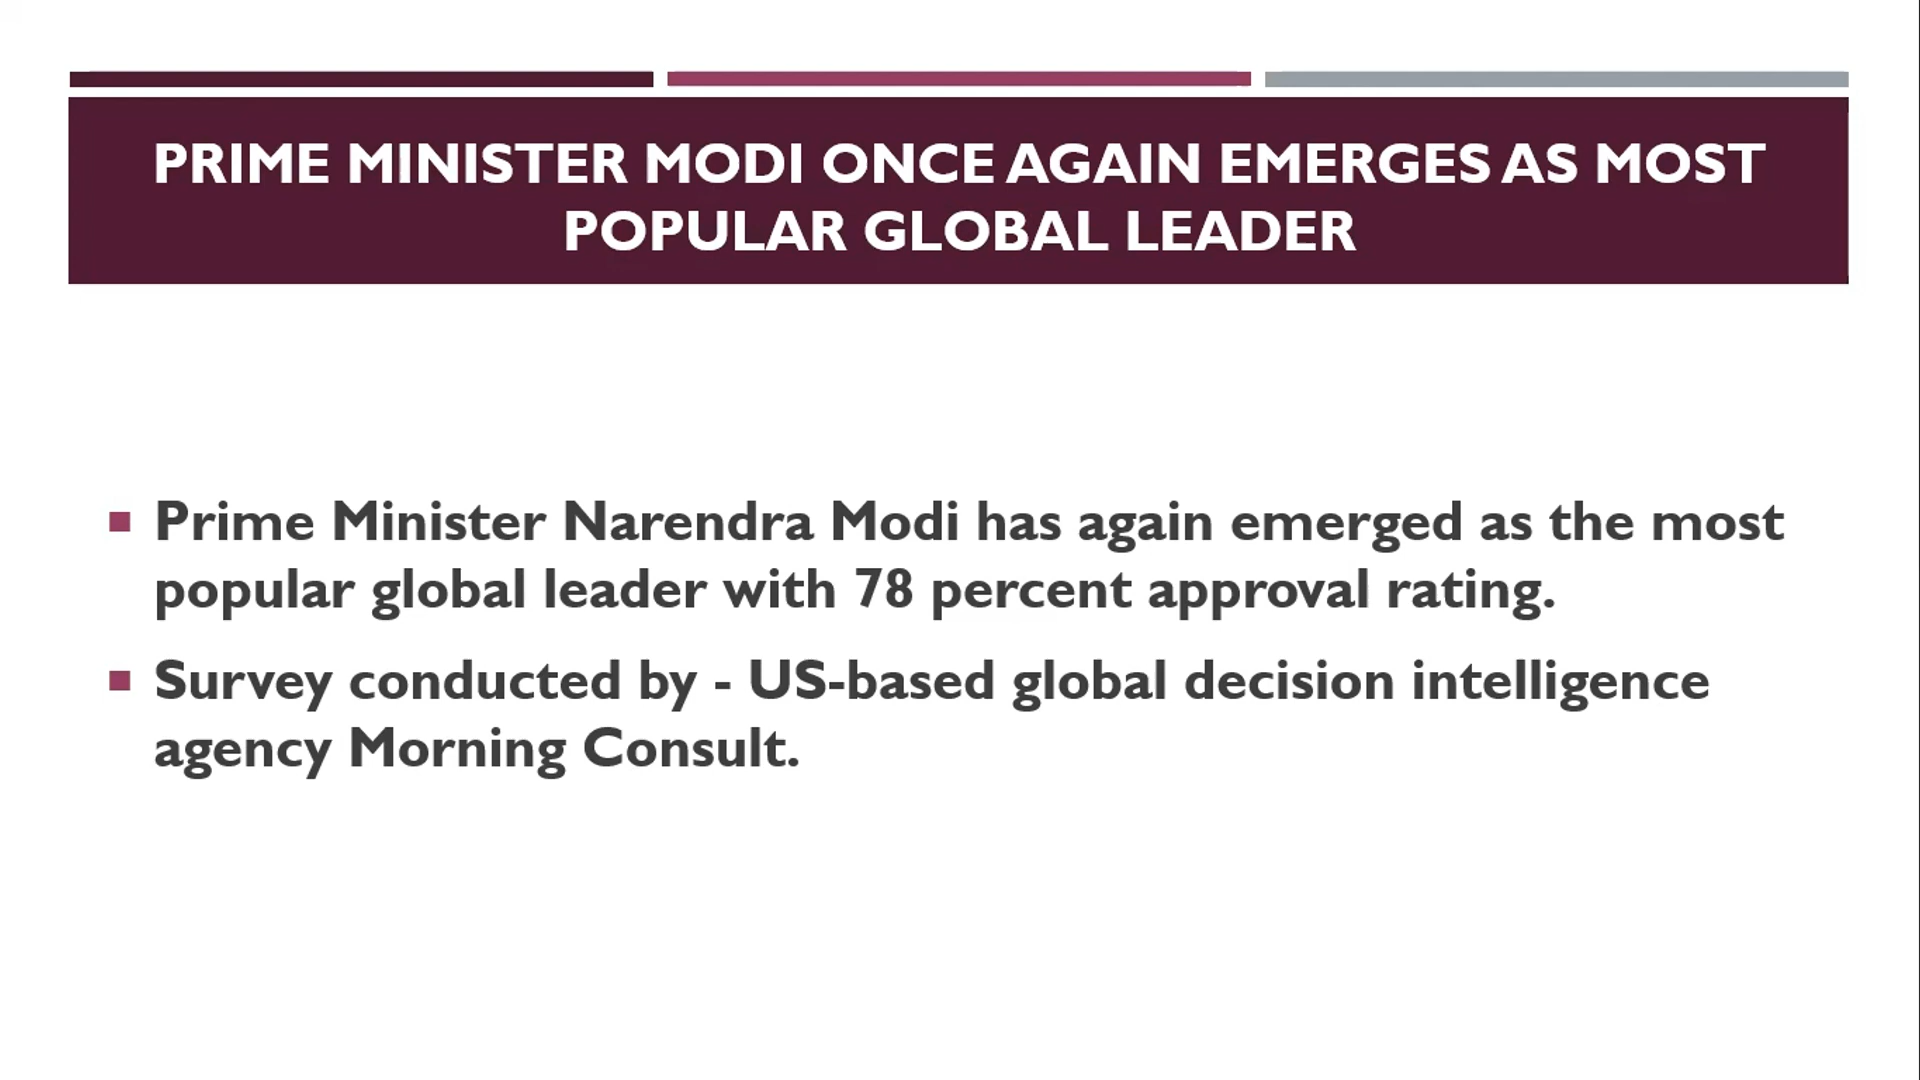 PRIME MINISTER MODI ONCE AGAIN EMERGES AS MOST
POPULAR GLOBAL LEADER
Prime Minister Narendra Modi has again emerged as the most
popular global leader with 78 percent approval rating.
Survey conducted by - US-based global decision intelligence
agency Morning Consult.